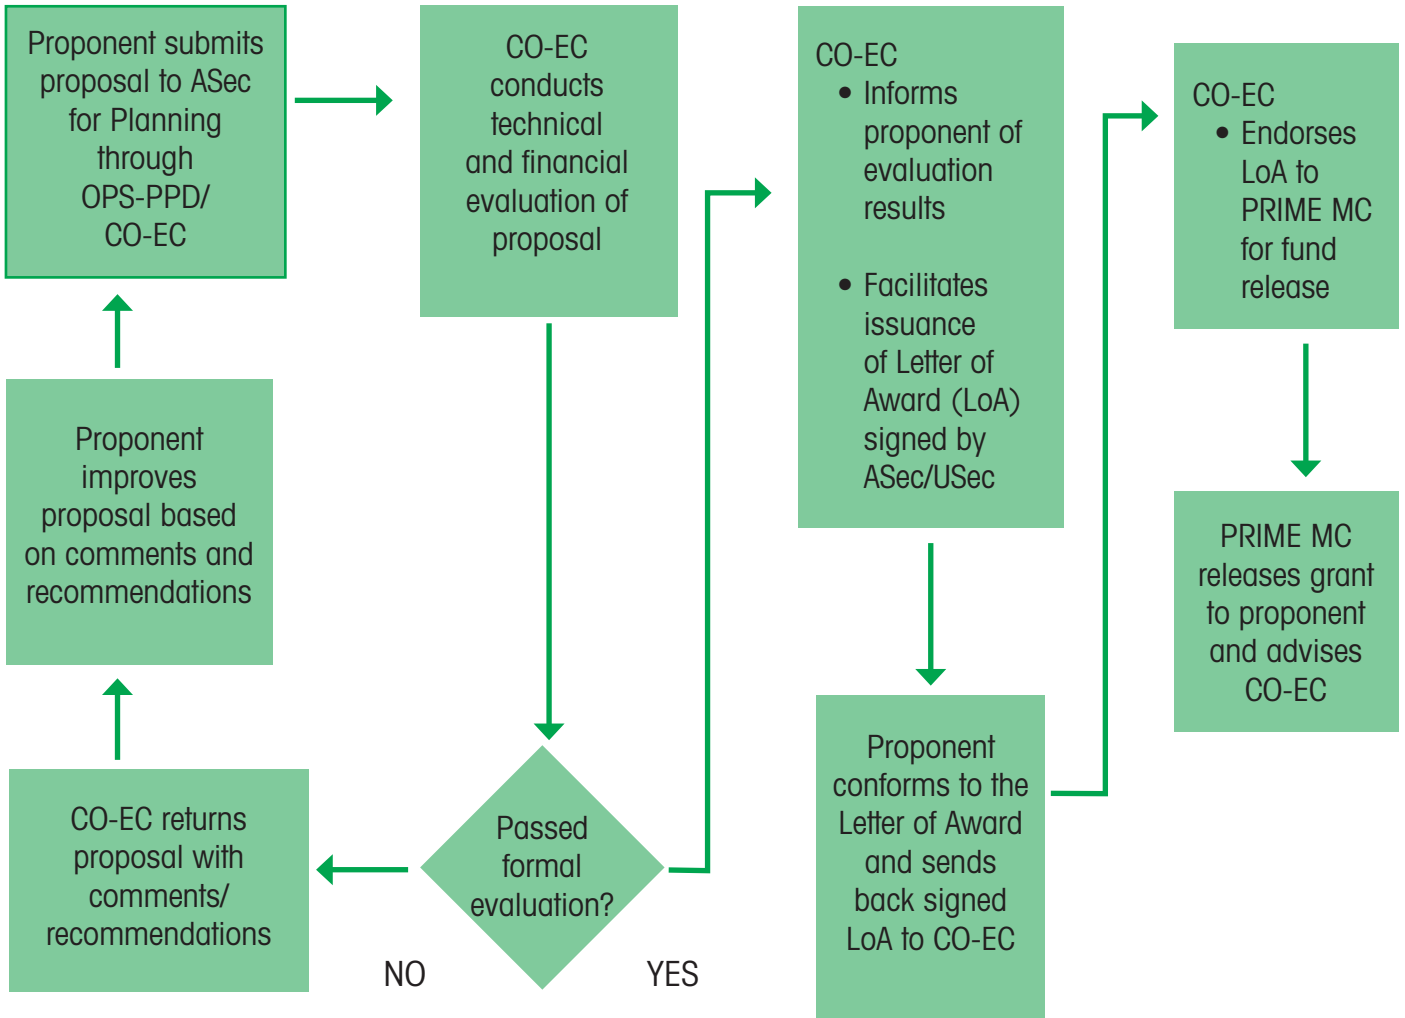 Proponent submits
proposal to ASec
for Planning
through
OPS-PPD/
CO-EC
CO-EC
conducts
technical
and financial
evaluation of
proposal
Passed
formal
evaluation?
NO
YES
CO-EC returns
proposal with
comments/
recommendations
Proponent
improves
proposal based
on comments and
recommendations
CO-EC
• Informs
proponent of
evaluation
results
• Facilitates
issuance
of Letter of
Award (LoA)
signed by
ASec/USec
Proponent
conforms to the
Letter of Award
and sends
back signed
LoA to CO-EC
CO-EC
• Endorses
LoA to
PRIME MC
for fund
release
PRIME MC
releases grant
to proponent
and advises
CO-EC